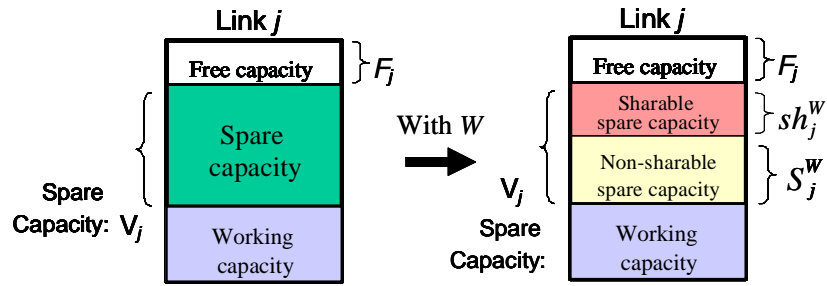 Link j
Free capacity
F_j
Spare
capacity
Spare
Capacity: V_j
Working
capacity
With W
Link j
Free capacity
F_j
Sharable
spare capacity
sh_j^W
Non-sharable
spare capacity
S_j^W
V_j
Spare
Capacity:
Working
capacity